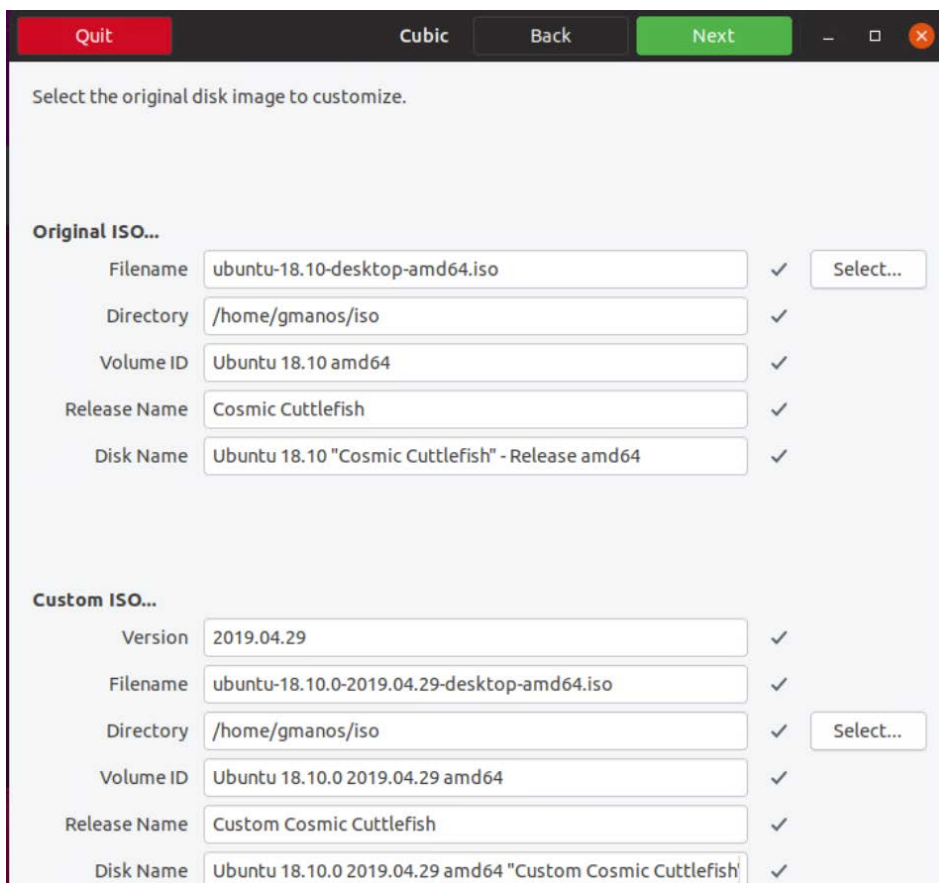 Quit Cubic Back Next
Select the original disk image to customize.
Original ISO...
Filename ubuntu-18.10-desktop-amd64.iso Select...
Directory /home/gmanos/iso
Volume ID Ubuntu 18.10 amd64
Release Name Cosmic Cuttlefish
Disk Name Ubuntu 18.10 "Cosmic Cuttlefish" - Release amd64
Custom ISO...
Version 2019.04.29
Filename ubuntu-18.10.0-2019.04.29-desktop-amd64.iso
Directory /home/gmanos/iso Select...
Volume ID Ubuntu 18.10.0 2019.04.29 amd64
Release Name Custom Cosmic Cuttlefish
Disk Name Ubuntu 18.10.0 2019.04.29 amd64 "Custom Cosmic Cuttlefish"